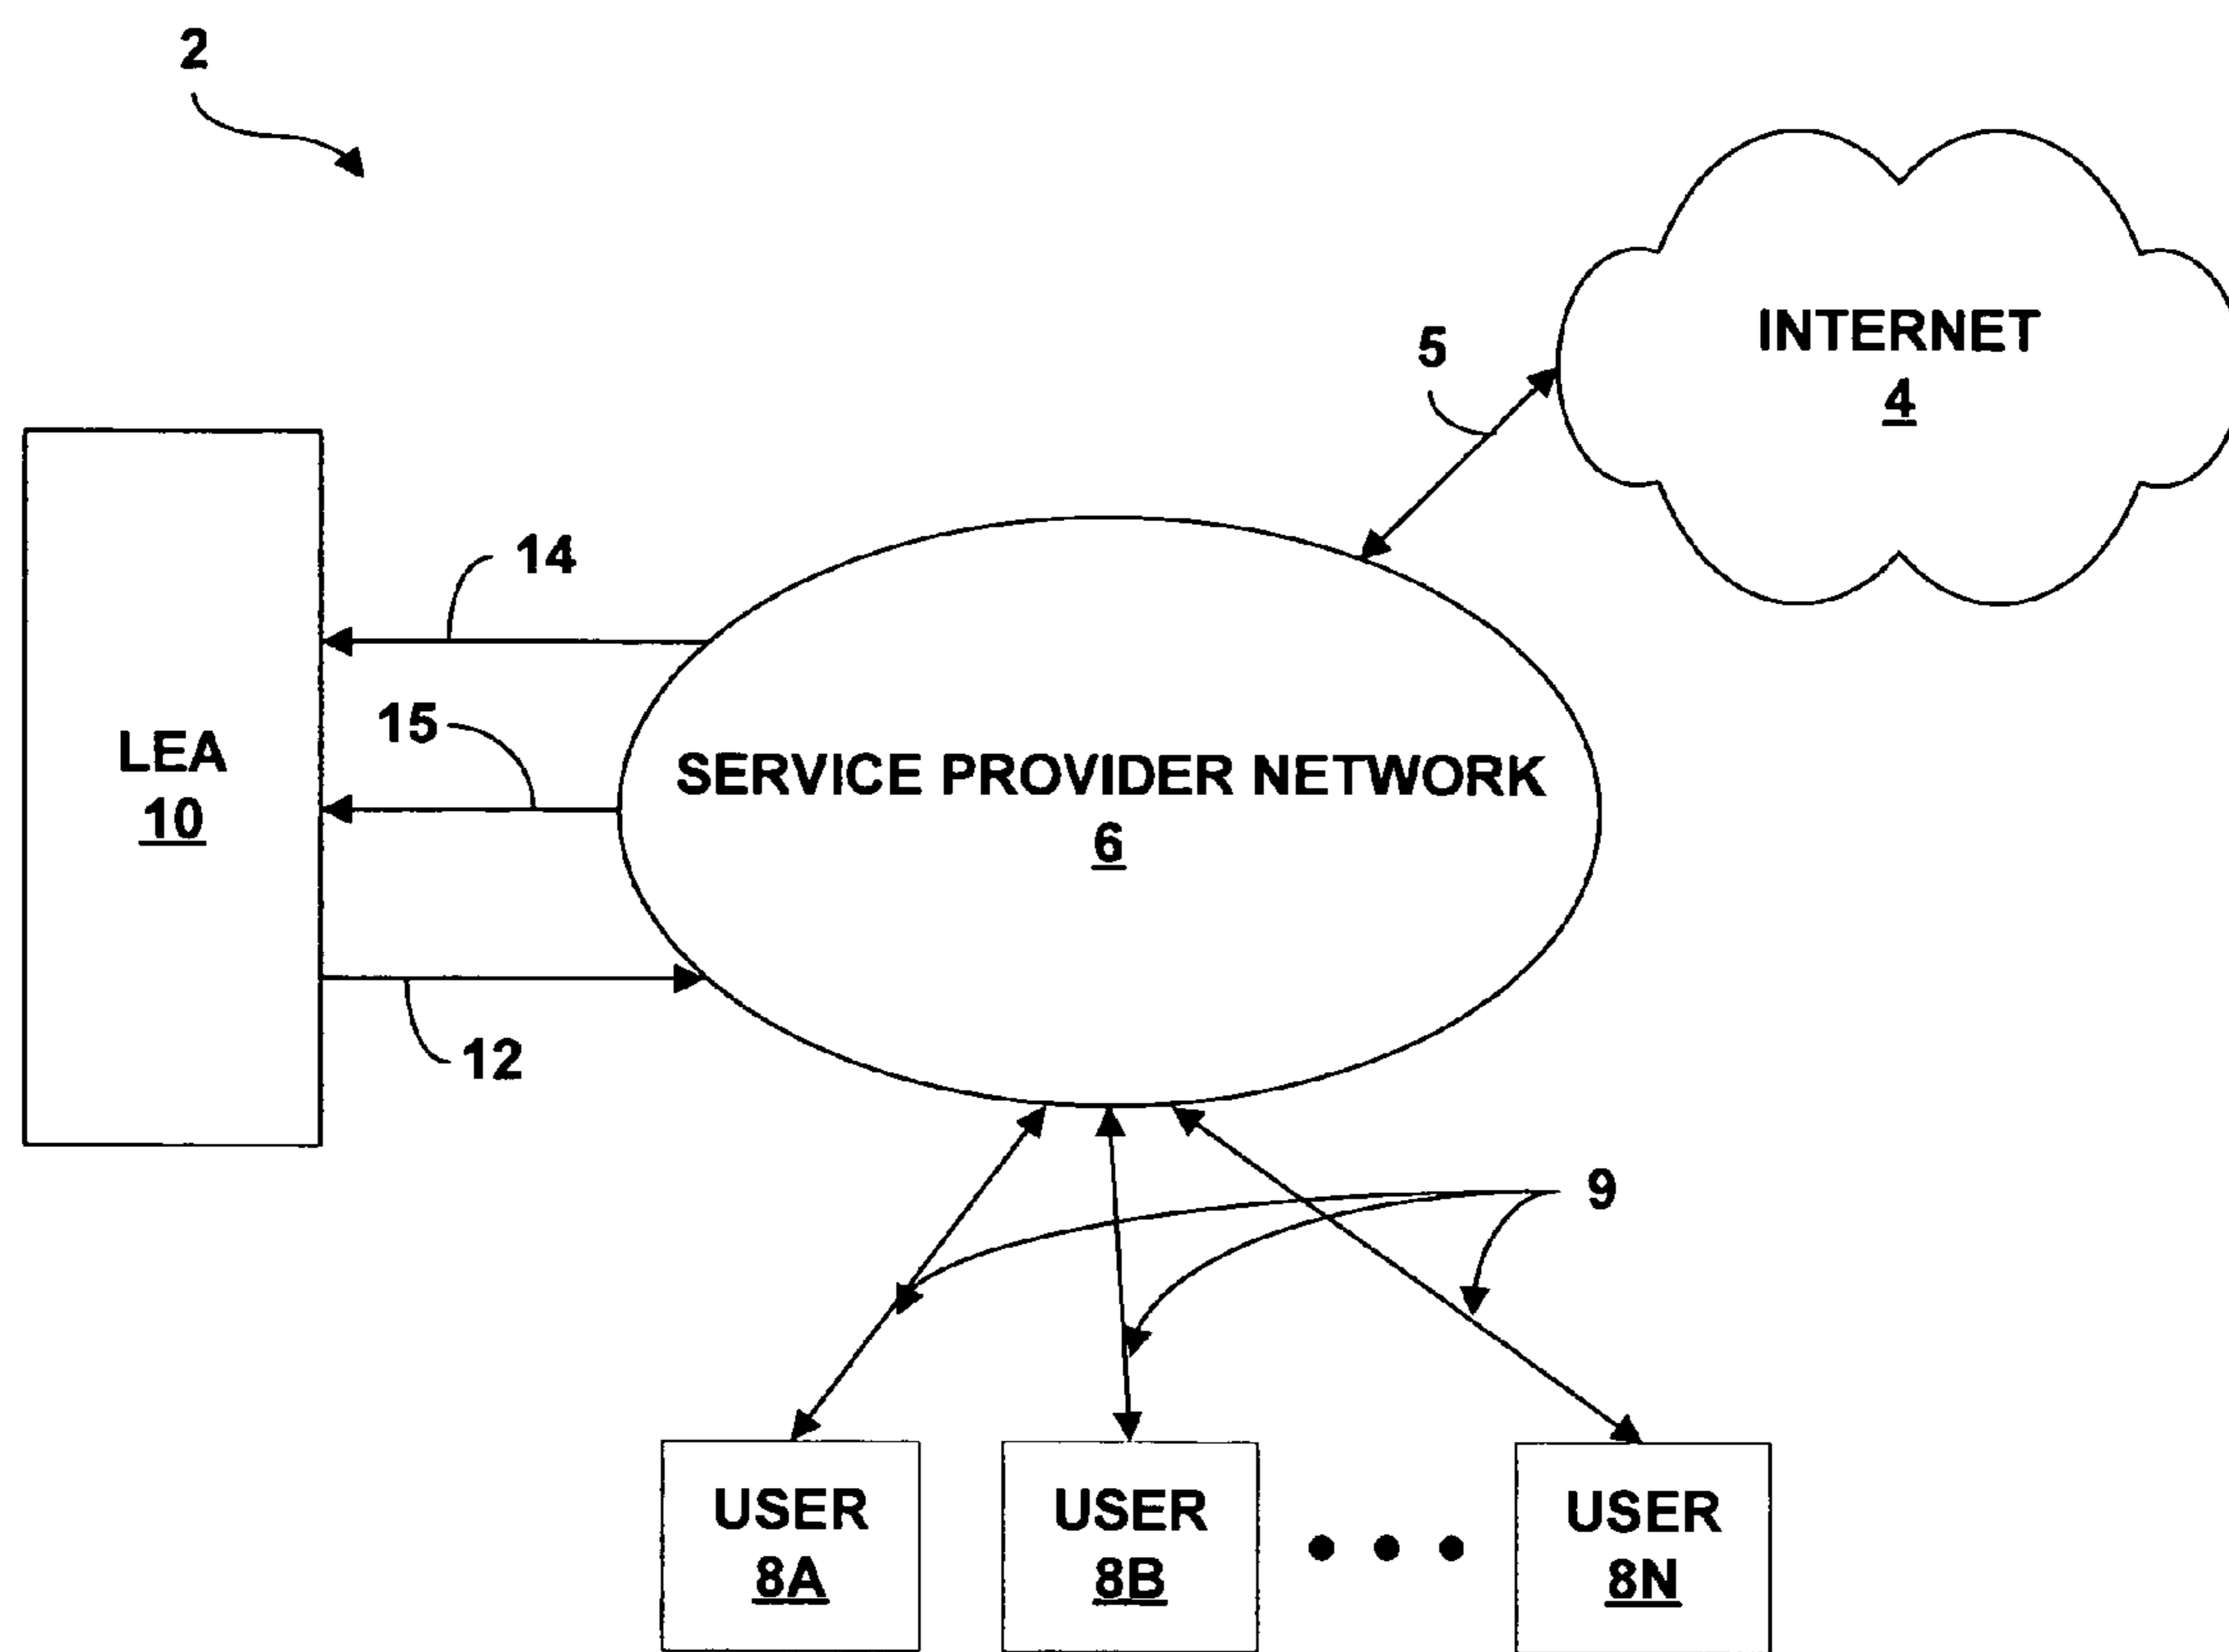 2
INTERNET
4
5
14
15
LEA
10
SERVICE PROVIDER NETWORK
6
12
9
USER
8A
USER
8B
USER
8N